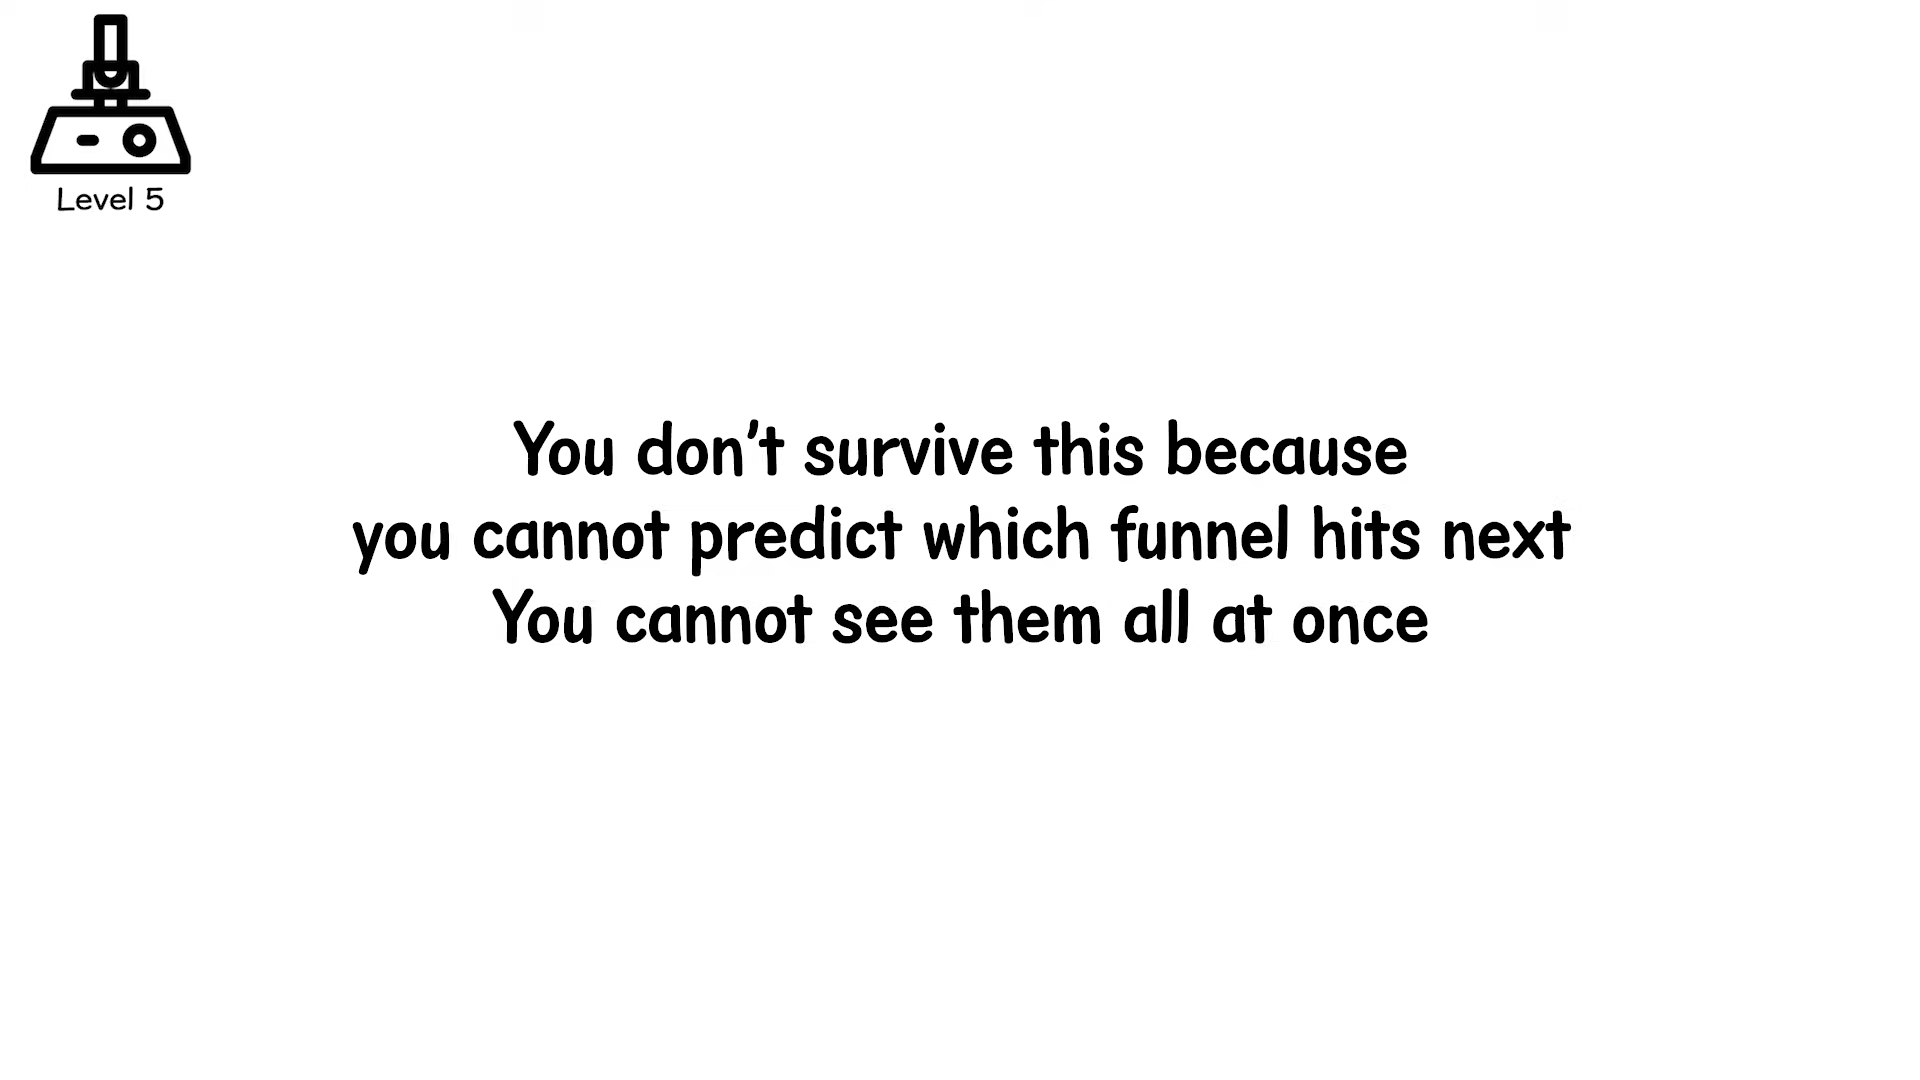 Level 5
You don't survive this because
you cannot predict which funnel hits next
You cannot see them all at once